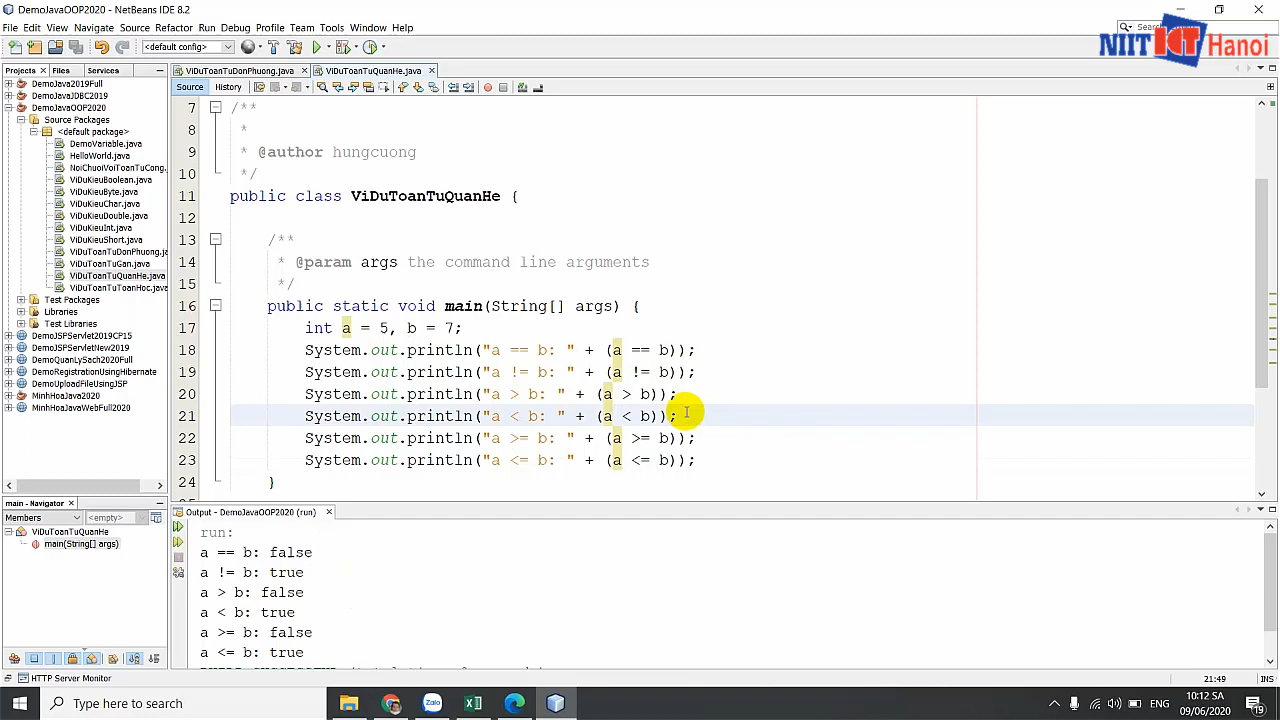 DemoJavaOOP2020 - NetBeans IDE 8.2
File Edit View Navigate Source Refactor Run Debug Profile Team Tools Window Help
NIIT ICT Hanoi
<default config>
Projects Files Services
ViDuToanTuDonPhuong.java ViDuToanTuQuanHe.java
Source History
DemoJava2019Full
DemoJavaJDBC2019
DemoJavaOOP2020
Source Packages
<default package>
DemoVariable.java
HelloWorld.java
NoiChuoiVoiToanTuCong.
ViDuKieuBoolean.java
ViDuKieuByte.java
ViDuKieuChar.java
ViDuKieuDouble.java
ViDuKieuInt.java
ViDuKieuShort.java
ViDuToanTuDonPhuong.
ViDuToanTuGan.java
ViDuToanTuQuanHe.java
ViDuToanTuToanHoc.
Test Packages
Libraries
Test Libraries
DemoJSPServlet2019CP15
DemoJSPServletNew2019
DemoQuanLySach2020Full
DemoRegistrationUsingHibernate
DemoUploadFileUsingJSP
MinhHoaJava2020
MinhHoaJavaWebFull2020
7 /**
8 *
9 * @author hungcuong
10 */
11 public class ViDuToanTuQuanHe {
12
13 /**
14 * @param args the command line arguments
15 */
16 public static void main(String[] args) {
17 int a = 5, b = 7;
18 System.out.println("a == b: " + (a == b));
19 System.out.println("a != b: " + (a != b));
20 System.out.println("a > b: " + (a > b));
21 System.out.println("a < b: " + (a < b));
22 System.out.println("a >= b: " + (a >= b));
23 System.out.println("a <= b: " + (a <= b));
24 }
main - Navigator
Members <empty>
ViDuToanTuQuanHe
main(String[] args)
Output - DemoJavaOOP2020 (run)
run:
a == b: false
a != b: true
a > b: false
a < b: true
a >= b: false
a <= b: true
HTTP Server Monitor
21:49 INS
Type here to search
Zalo
ENG
10:12 SA
09/06/2020
19